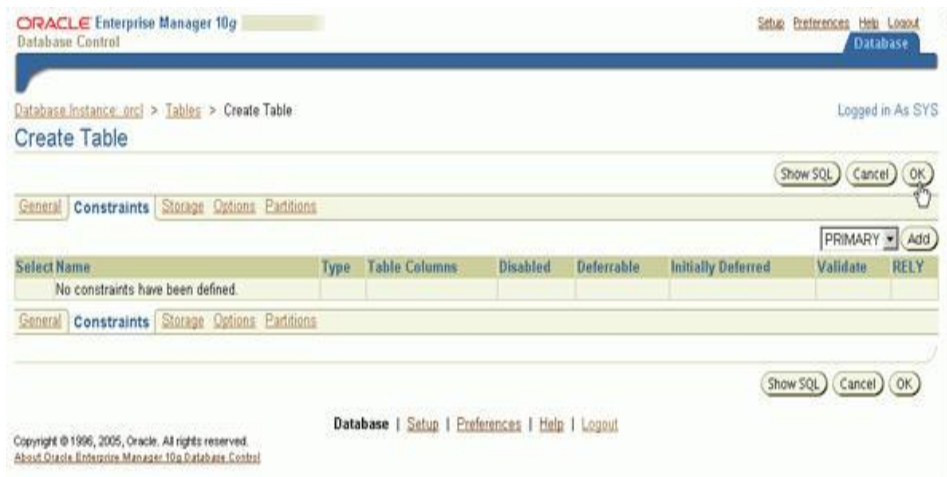 ORACLE Enterprise Manager 10g
Database Control
Setup Preferences Help Logout
Database
Database Instance: orcl > Tables > Create Table
Logged in As SYS
Create Table
Show SQL Cancel OK
General Constraints Storage Options Partitions
PRIMARY Add
Select Name Type Table Columns Disabled Deferrable Initially Deferred Validate RELY
No constraints have been defined.
General Constraints Storage Options Partitions
Show SQL Cancel OK
Database | Setup | Preferences | Help | Logout
Copyright © 1996, 2005, Oracle. All rights reserved.
About Oracle Enterprise Manager 10g Database Control